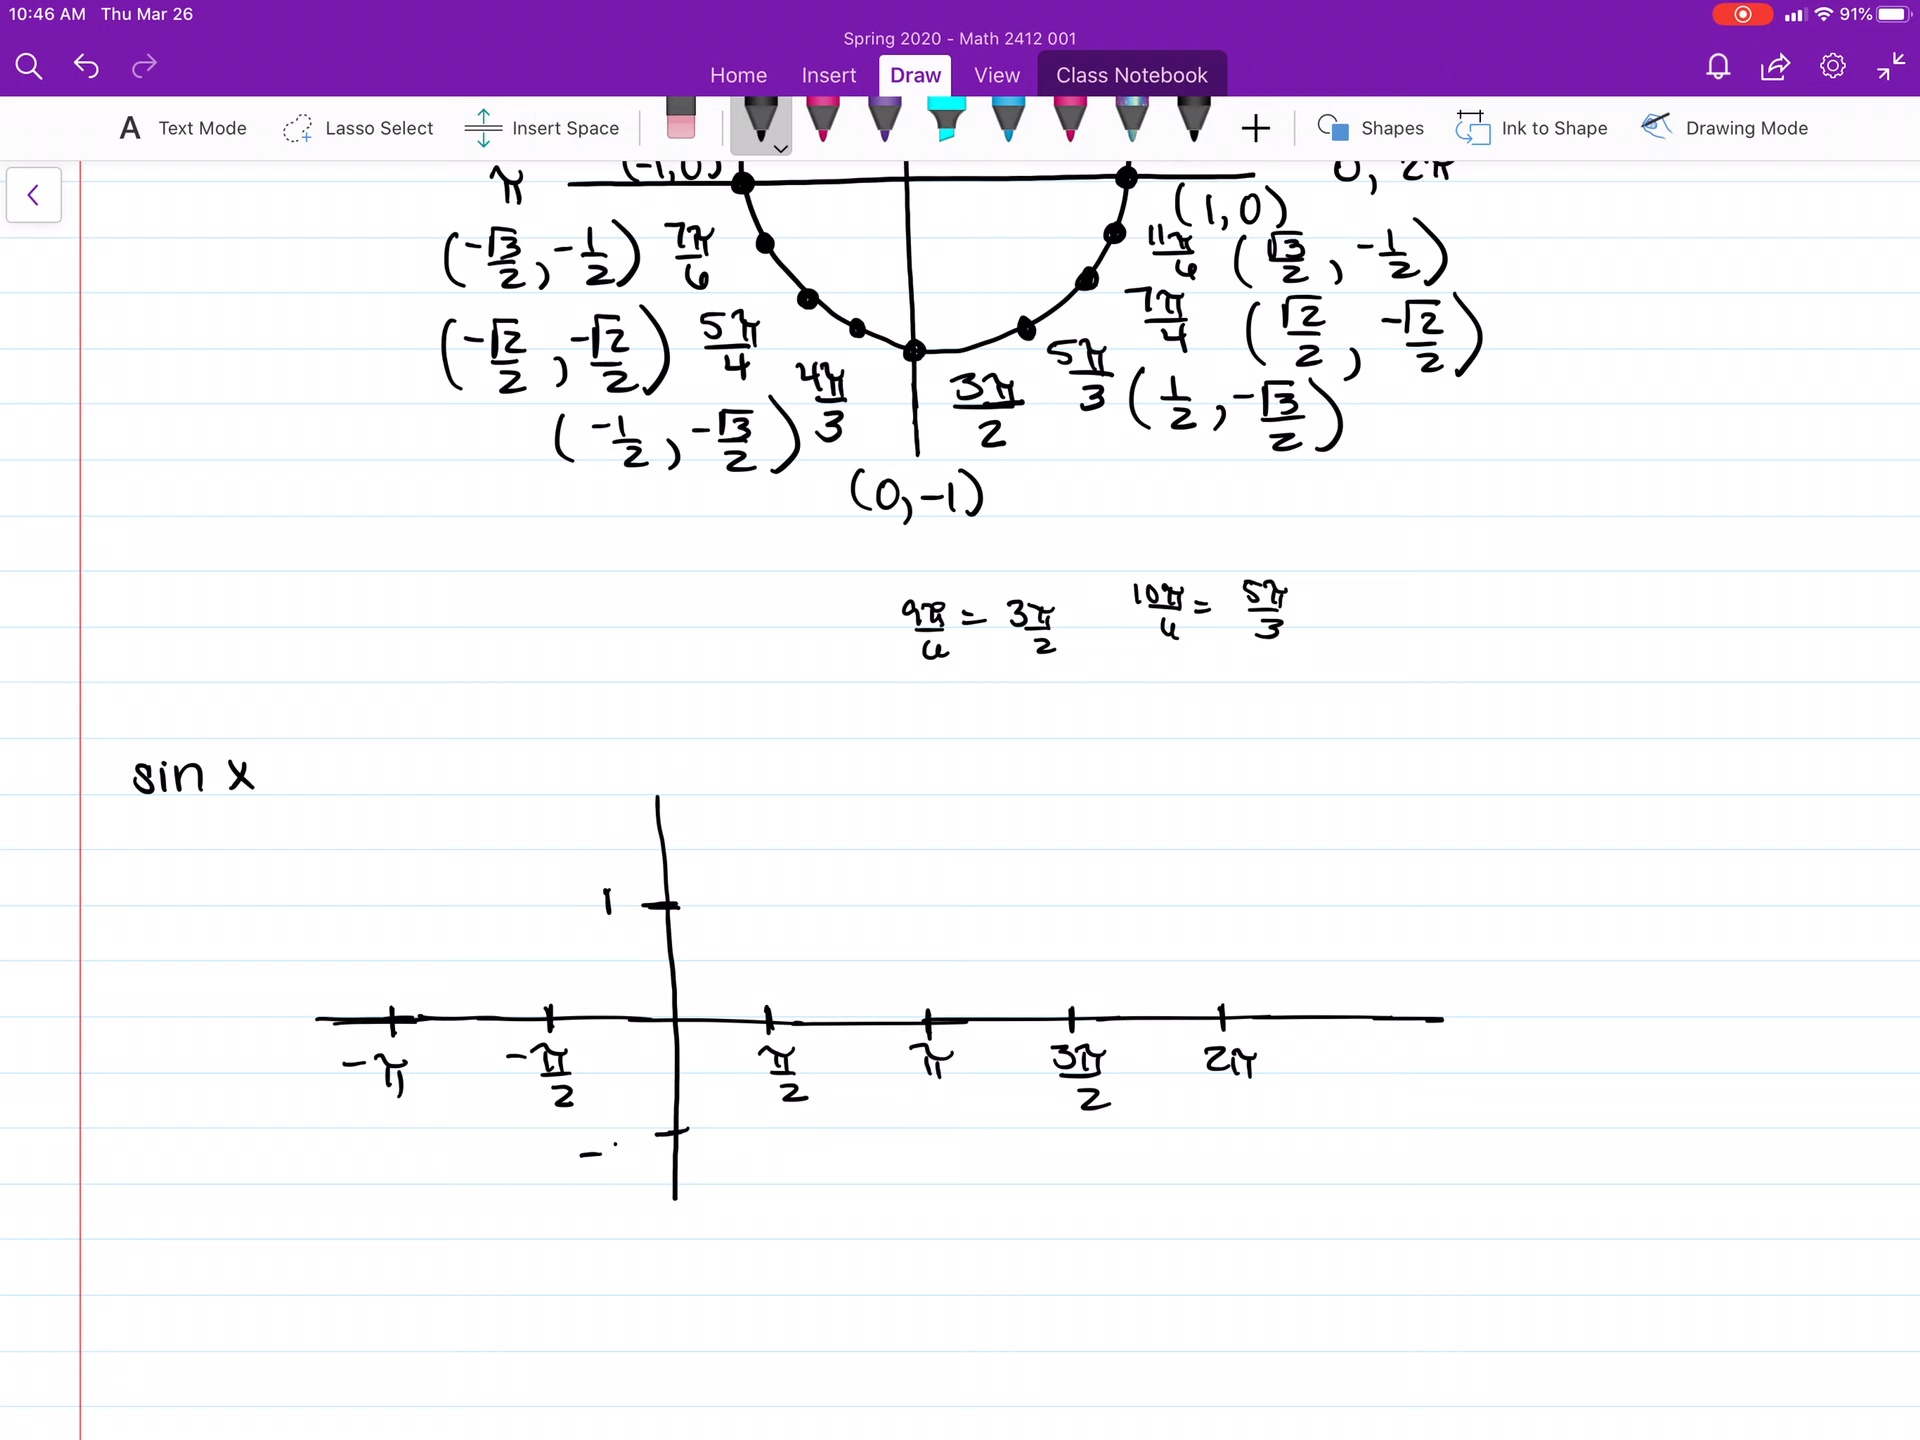 10:46 AM Thu Mar 26
91%
Spring 2020 - Math 2412 001
Home Insert Draw View Class Notebook
A Text Mode Lasso Select Insert Space Shapes Ink to Shape Drawing Mode
π (-1,0) 0, 2π
(1,0)
(-√3/2, -1/2) 7π/6 11π/6 (√3/2, -1/2)
(-√2/2, -√2/2) 5π/4 7π/4 (√2/2, -√2/2)
(-1/2, -√3/2) 4π/3 3π/2 5π/3 (1/2, -√3/2)
(0,-1)
9π/6 = 3π/2 10π/6 = 5π/3
sin x
1
-π -π/2 π/2 π 3π/2 2π
-